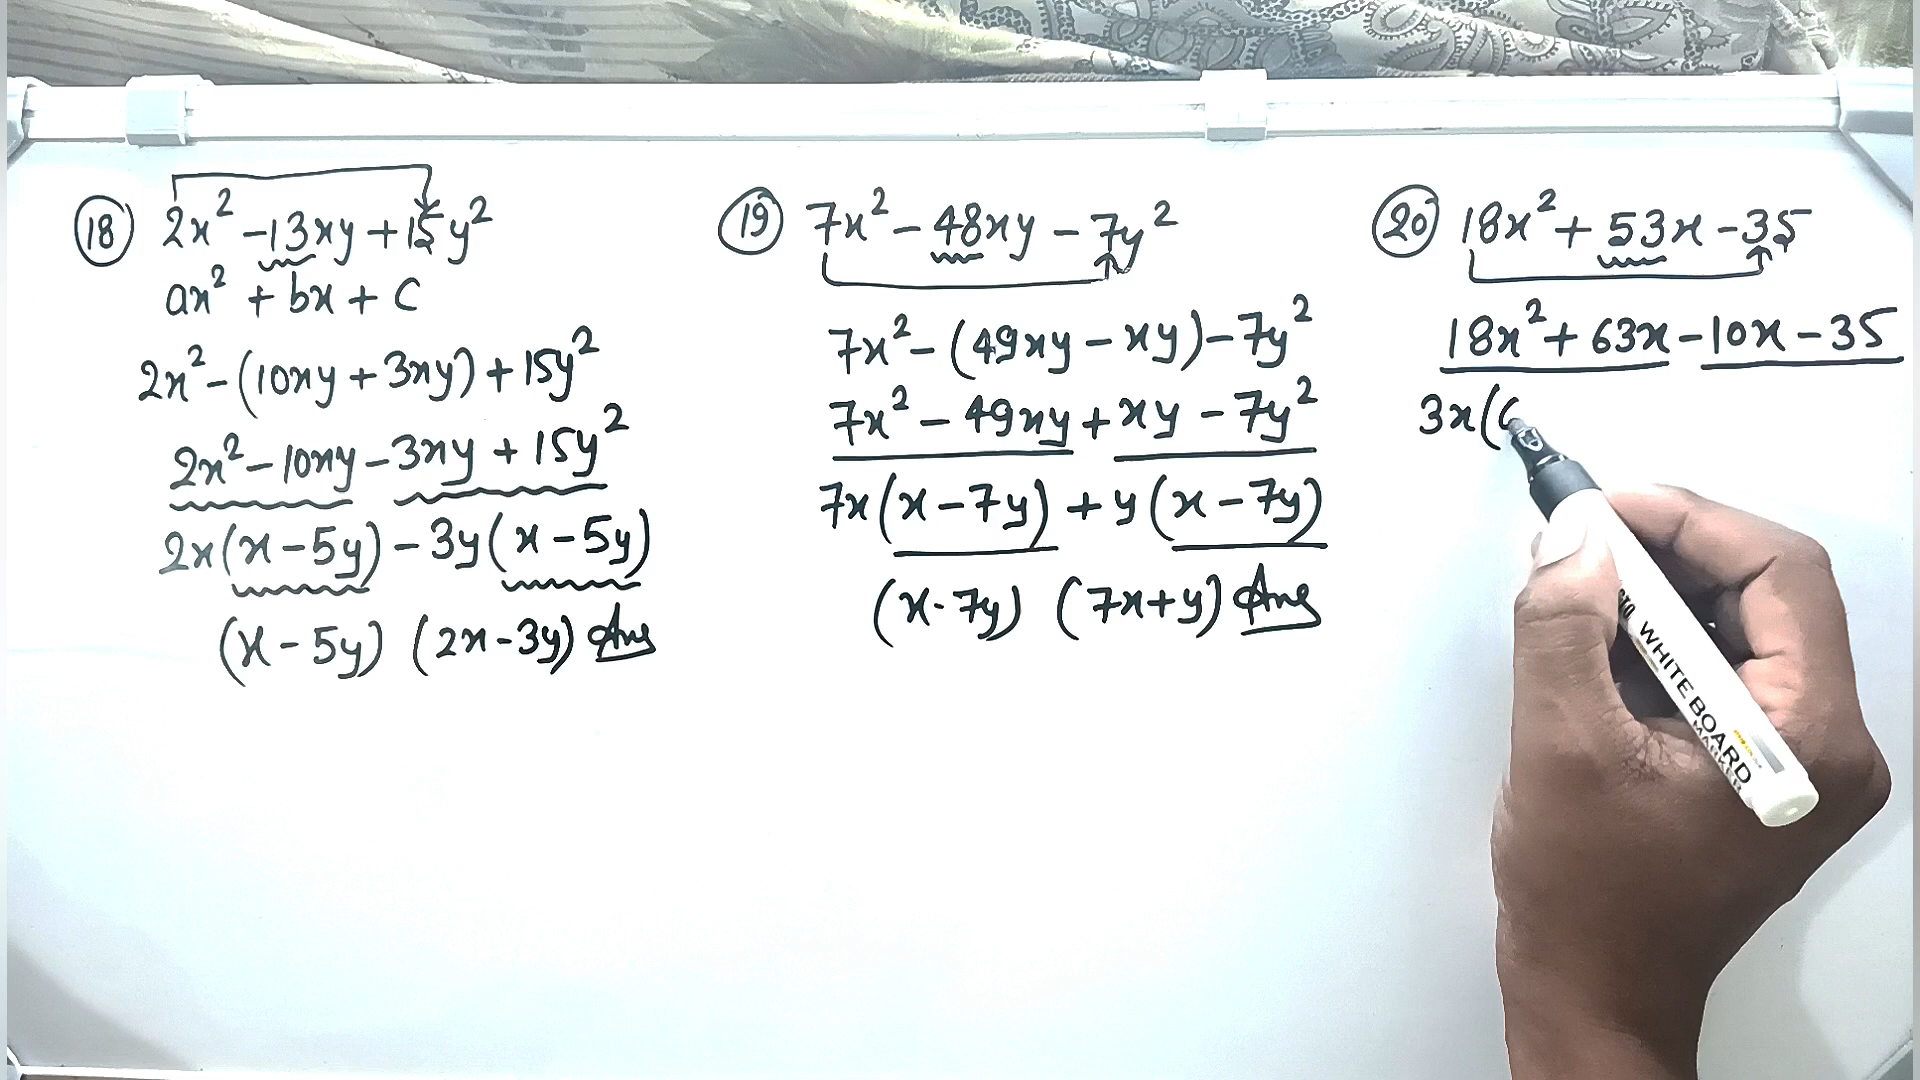 (18) 2x² - 13xy + 15y²
ax² + bx + c
2x² - (10xy + 3xy) + 15y²
2x² - 10xy - 3xy + 15y²
2x(x - 5y) - 3y(x - 5y)
(x - 5y) (2x - 3y) Ans
(19) 7x² - 48xy - 7y²
7x² - (49xy - xy) - 7y²
7x² - 49xy + xy - 7y²
7x(x - 7y) + y(x - 7y)
(x - 7y) (7x + y) Ans
(20) 18x² + 53x - 35
18x² + 63x - 10x - 35
3x(
WHITEBOARD
MARKER